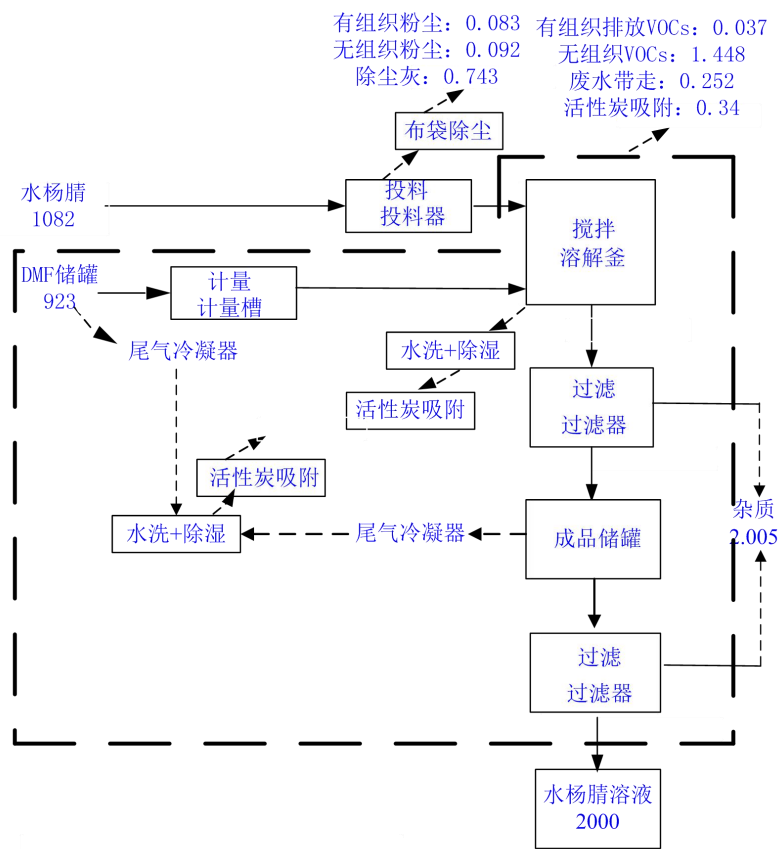 有组织粉尘：0.083
无组织粉尘：0.092
除尘灰：0.743
有组织排放VOCs：0.037
无组织VOCs：1.448
废水带走：0.252
活性炭吸附：0.34
布袋除尘
水杨腈
1082
投料
投料器
搅拌
溶解釜
DMF储罐
923
计量
计量槽
尾气冷凝器
水洗+除湿
活性炭吸附
过滤
过滤器
活性炭吸附
水洗+除湿
尾气冷凝器
成品储罐
杂质
2.005
过滤
过滤器
水杨腈溶液
2000